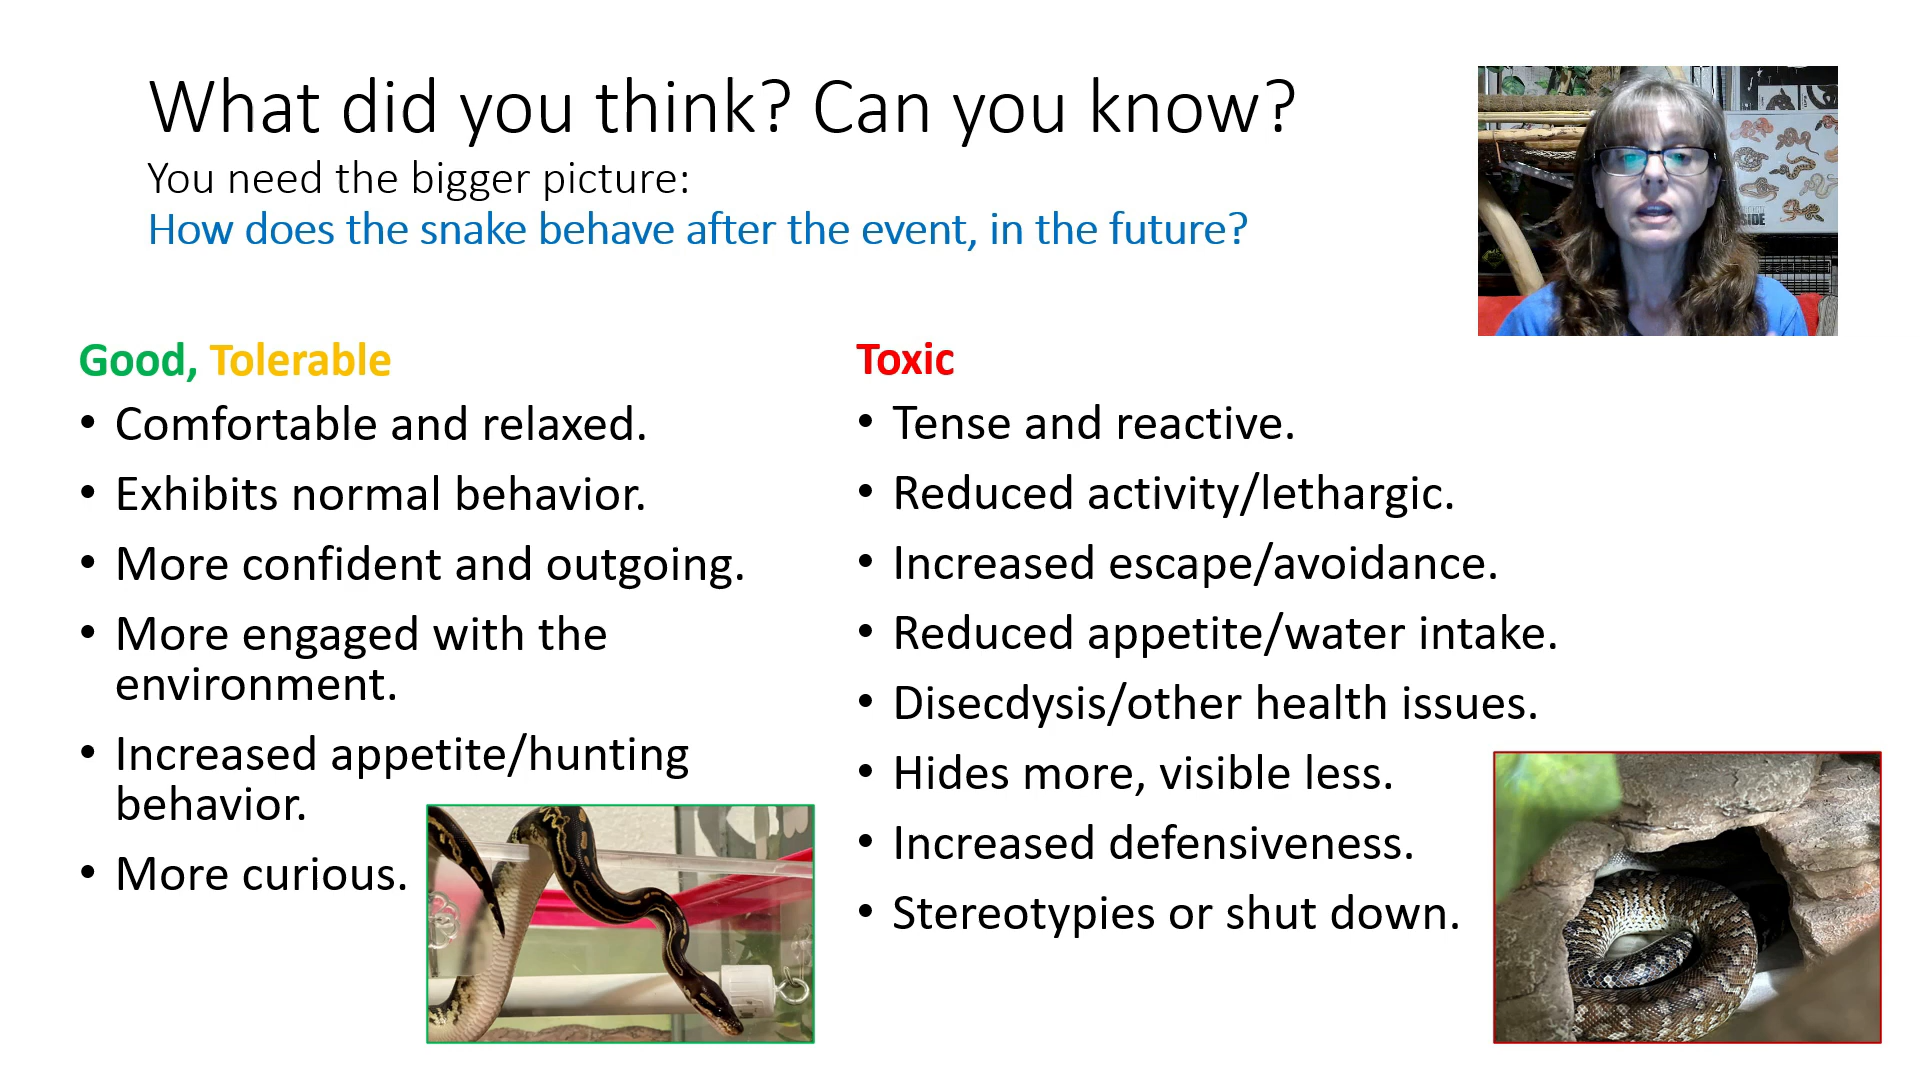 What did you think? Can you know?
You need the bigger picture:
How does the snake behave after the event, in the future?
Good, Tolerable
• Comfortable and relaxed.
• Exhibits normal behavior.
• More confident and outgoing.
• More engaged with the
environment.
• Increased appetite/hunting
behavior.
• More curious.
Toxic
• Tense and reactive.
• Reduced activity/lethargic.
• Increased escape/avoidance.
• Reduced appetite/water intake.
• Disecdysis/other health issues.
• Hides more, visible less.
• Increased defensiveness.
• Stereotypies or shut down.
SIDE